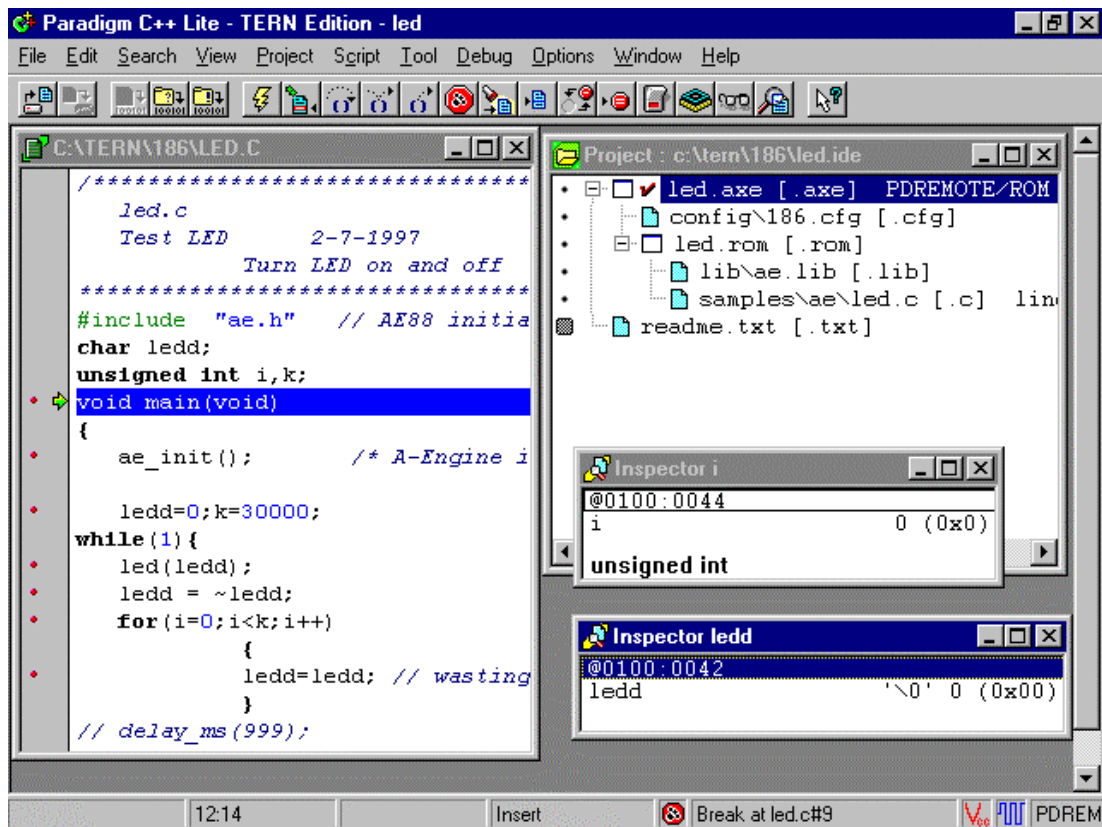 Paradigm C++ Lite - TERN Edition - led
File Edit Search View Project Script Tool Debug Options Window Help
C:\TERN\186\LED.C
/*********************************
led.c
Test LED 2-7-1997
Turn LED on and off
*********************************
#include "ae.h" // AE88 initia
char ledd;
unsigned int i,k;
void main(void)
{
ae_init(); /* A-Engine i
ledd=0;k=30000;
while(1){
led(ledd);
ledd = ~ledd;
for(i=0;i<k;i++)
{
ledd=ledd; // wasting
}
// delay_ms(999);
Project : c:\tern\186\led.ide
led.axe [.axe] PDREMOTE/ROM
config\186.cfg [.cfg]
led.rom [.rom]
lib\ae.lib [.lib]
samples\ae\led.c [.c] lin
readme.txt [.txt]
Inspector i
@0100:0044
i 0 (0x0)
unsigned int
Inspector ledd
@0100:0042
ledd '\0' 0 (0x00)
12:14 Insert Break at led.c#9 Vcc PDREM